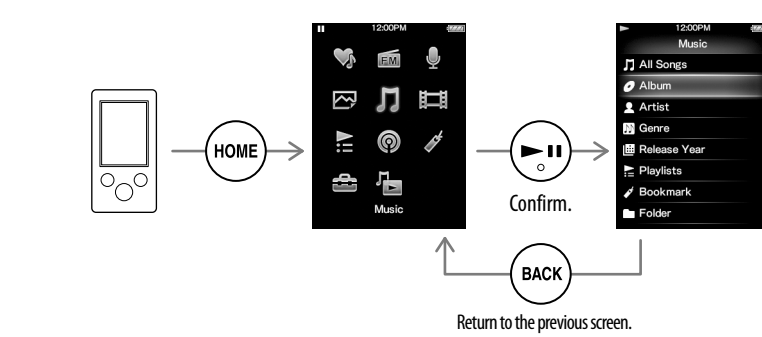 HOME
12:00PM
FM
Music
Confirm.
12:00PM
Music
All Songs
Album
Artist
Genre
Release Year
Playlists
Bookmark
Folder
BACK
Return to the previous screen.